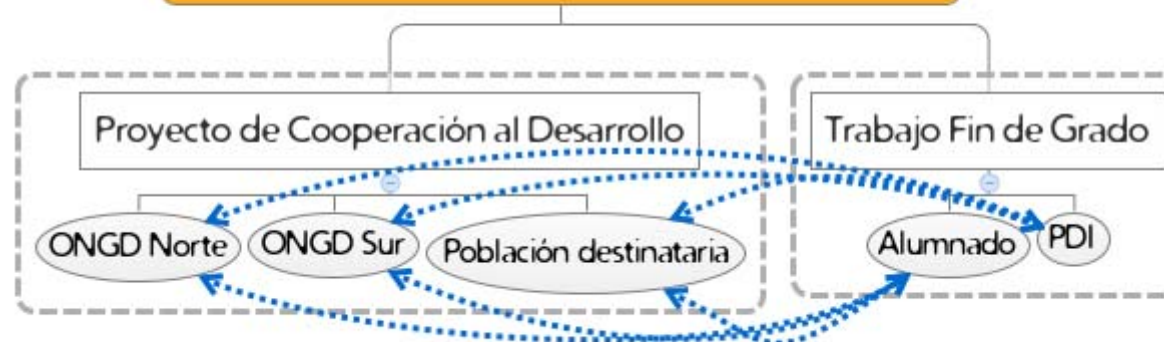 Proyecto de Cooperación al Desarrollo
Trabajo Fin de Grado
ONGD Norte
ONGD Sur
Población destinataria
Alumnado
PDI